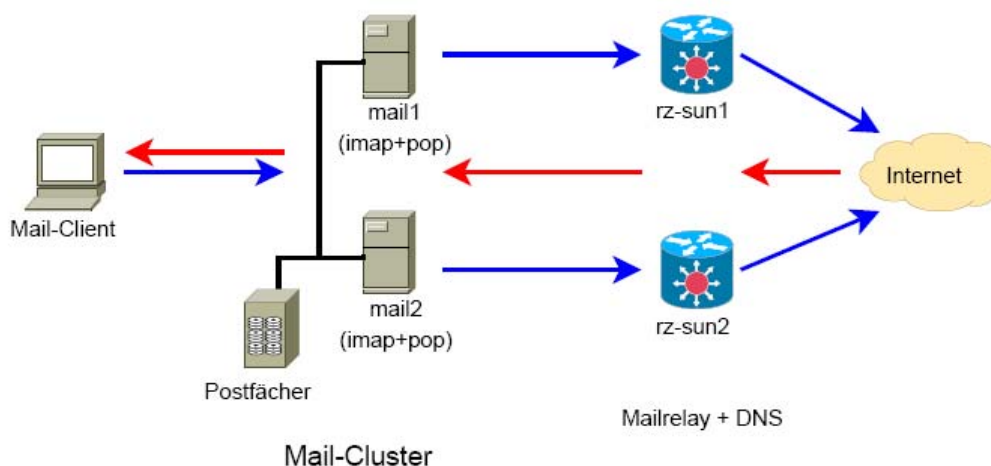 mail1
(imap+pop)
rz-sun1
Mail-Client
Internet
mail2
(imap+pop)
rz-sun2
Postfächer
Mailrelay + DNS
Mail-Cluster